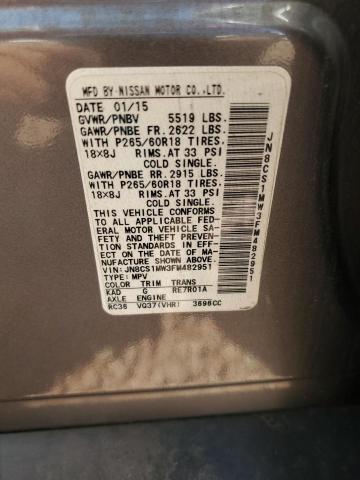 MFD BY NISSAN MOTOR CO.,LTD.
DATE 01/15
GVWR/PNBV 5519 LBS.
GAWR/PNBE FR. 2622 LBS.
WITH P265/60R18 TIRES.
18X8J RIMS.AT 33 PSI
COLD SINGLE.
GAWR/PNBE RR. 2915 LBS.
WITH P265/60R18 TIRES.
18X8J RIMS.AT 33 PSI
COLD SINGLE.
THIS VEHICLE CONFORMS
TO ALL APPLICABLE FED-
ERAL MOTOR VEHICLE SA-
FETY AND THEFT PREV-
ENTION STANDARDS IN EFF-
ECT ON THE DATE OF MA-
NUFACTURE SHOWN ABOVE.
VIN:JN8CS1MW3FM482951
TYPE:MPV
COLOR TRIM TRANS
KAD G RE7R01A
AXLE ENGINE
RC36 VQ37(VHR) 3696CC
JN8CS1MW3FM482951